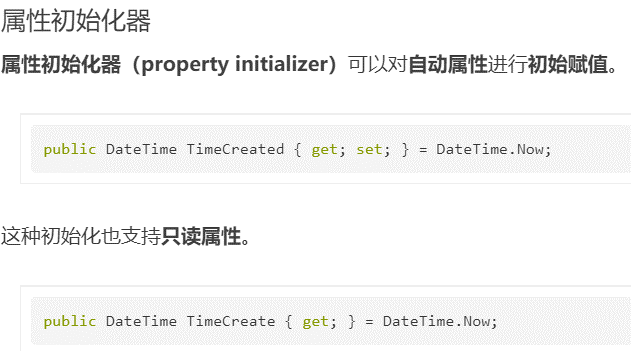 属性初始化器
属性初始化器（property initializer）可以对自动属性进行初始赋值。
public DateTime TimeCreated { get; set; } = DateTime.Now;
这种初始化也支持只读属性。
public DateTime TimeCreate { get; } = DateTime.Now;